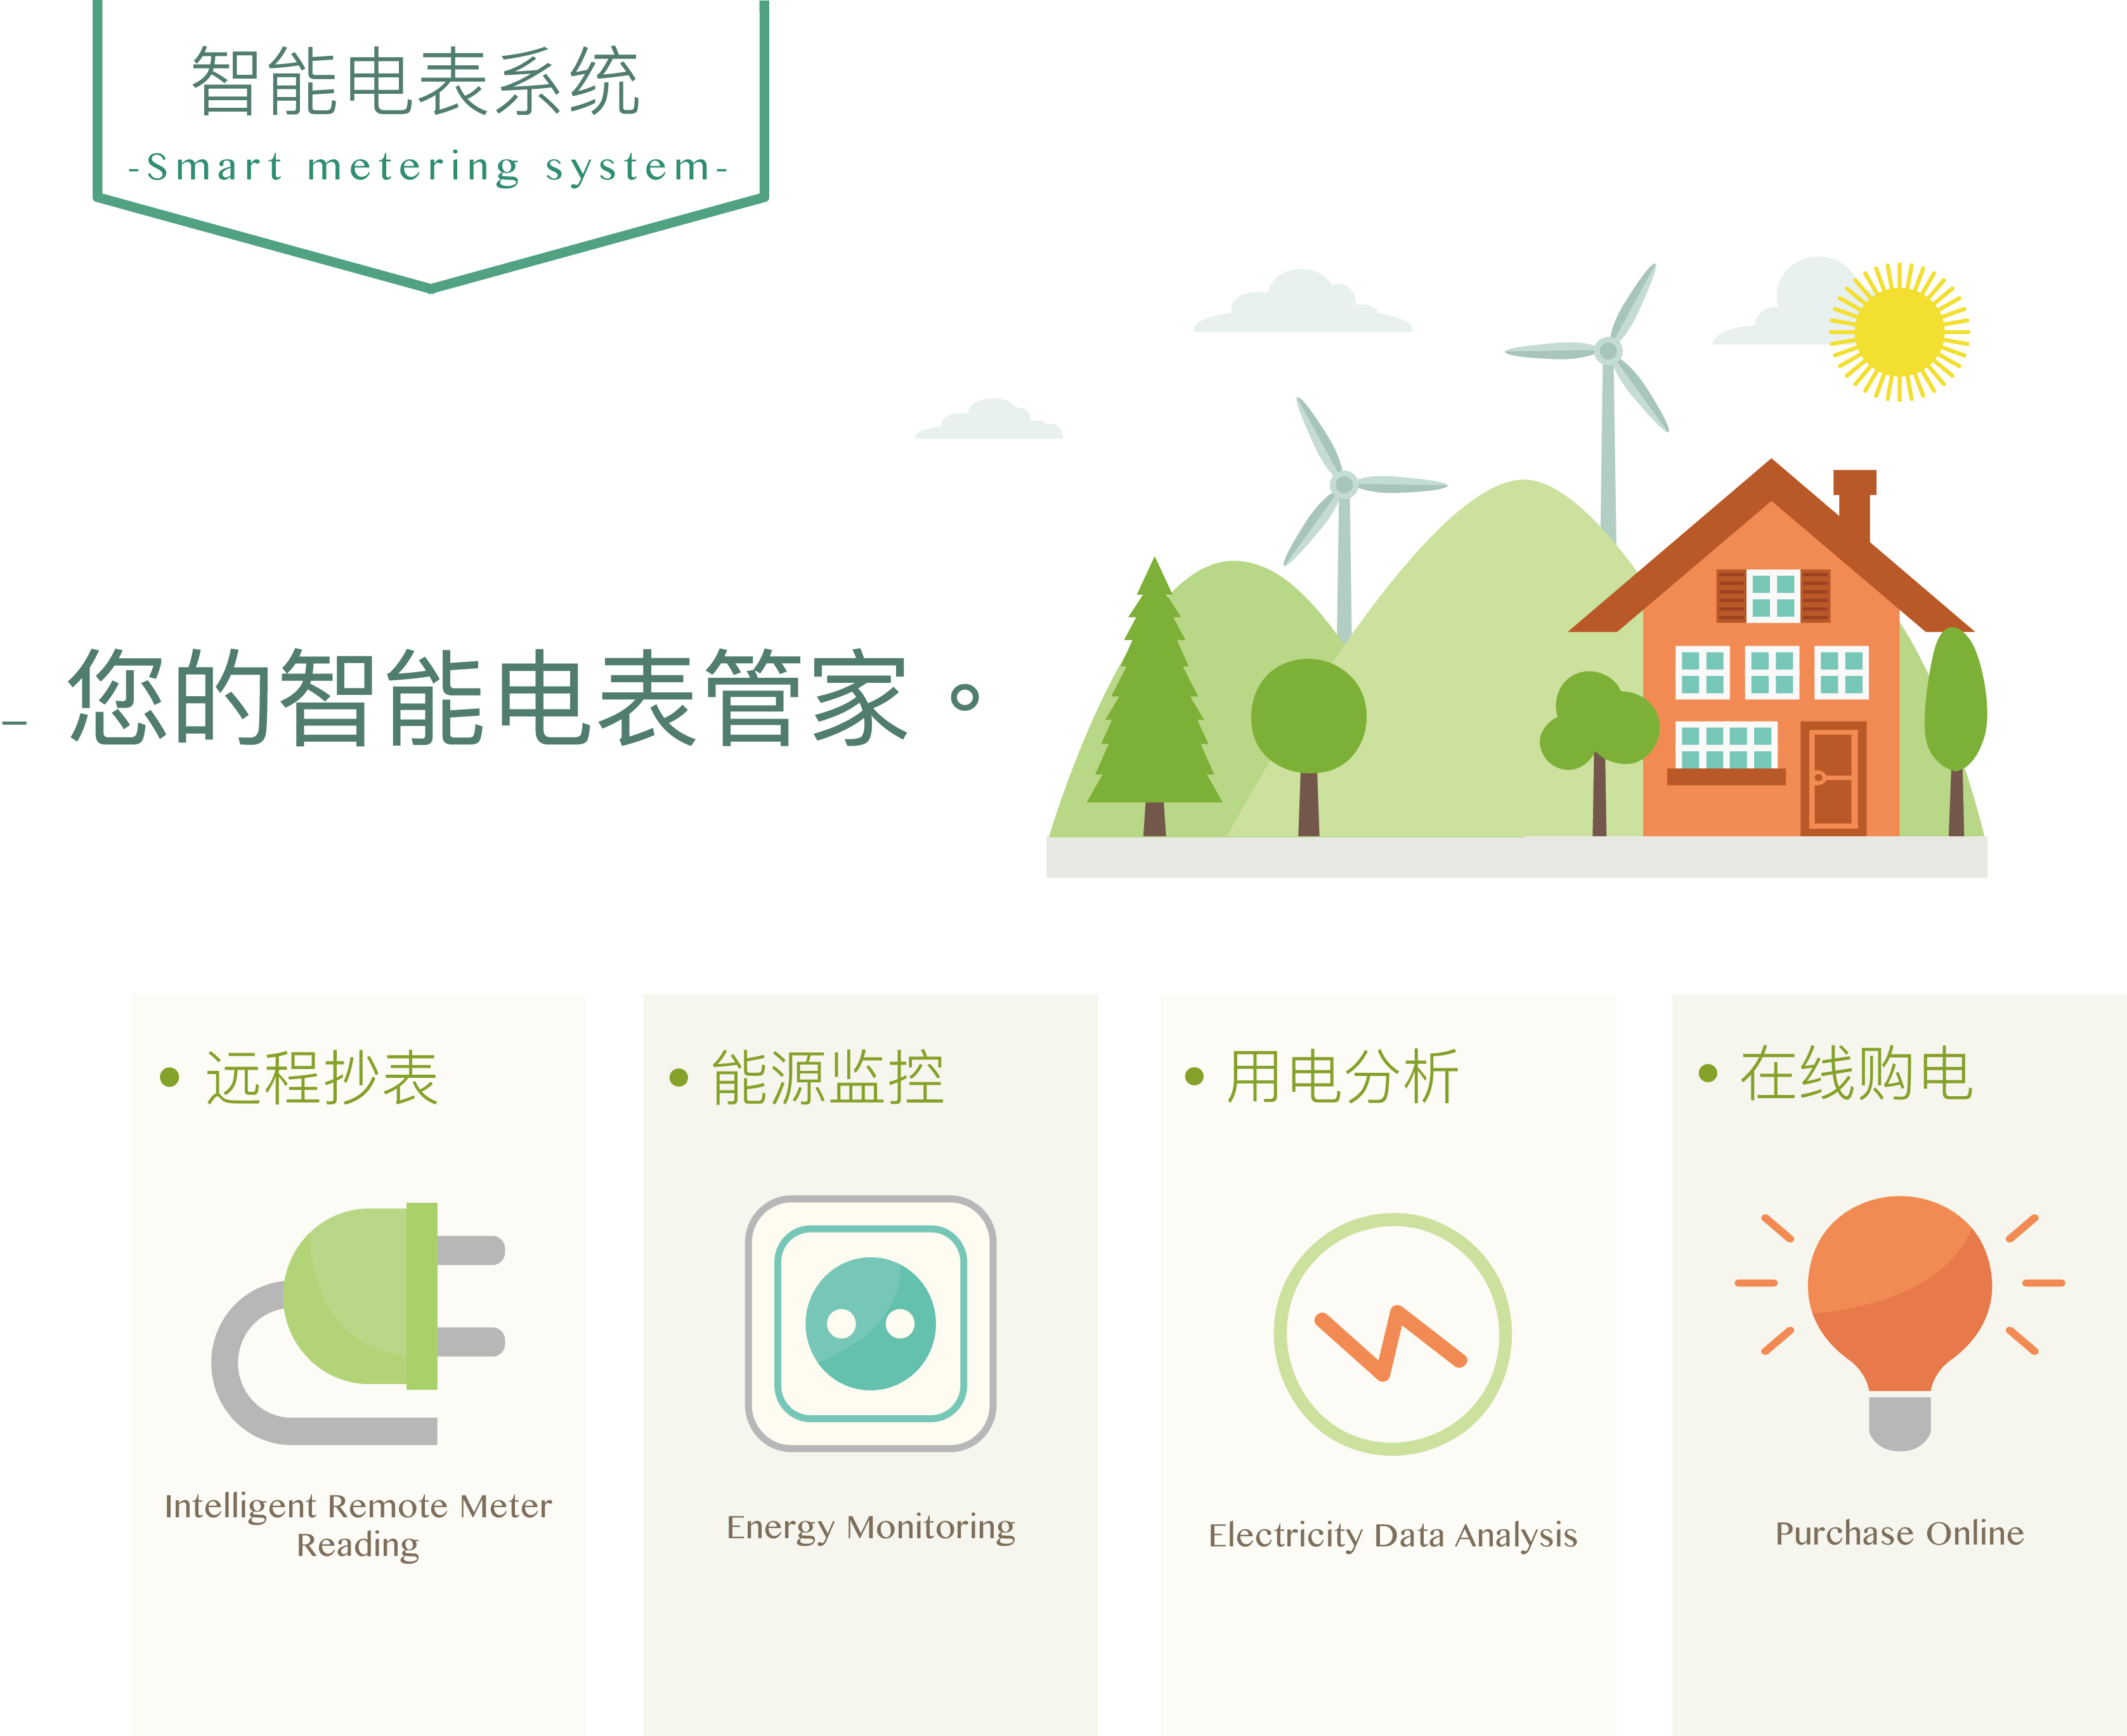 智能电表系统
-Smart metering system-
- 您的智能电表管家。
• 远程抄表
• 能源监控
• 用电分析
• 在线购电
Intelligent Remote Meter
Reading
Energy Monitoring
Electricity Data Analysis
Purchase Online